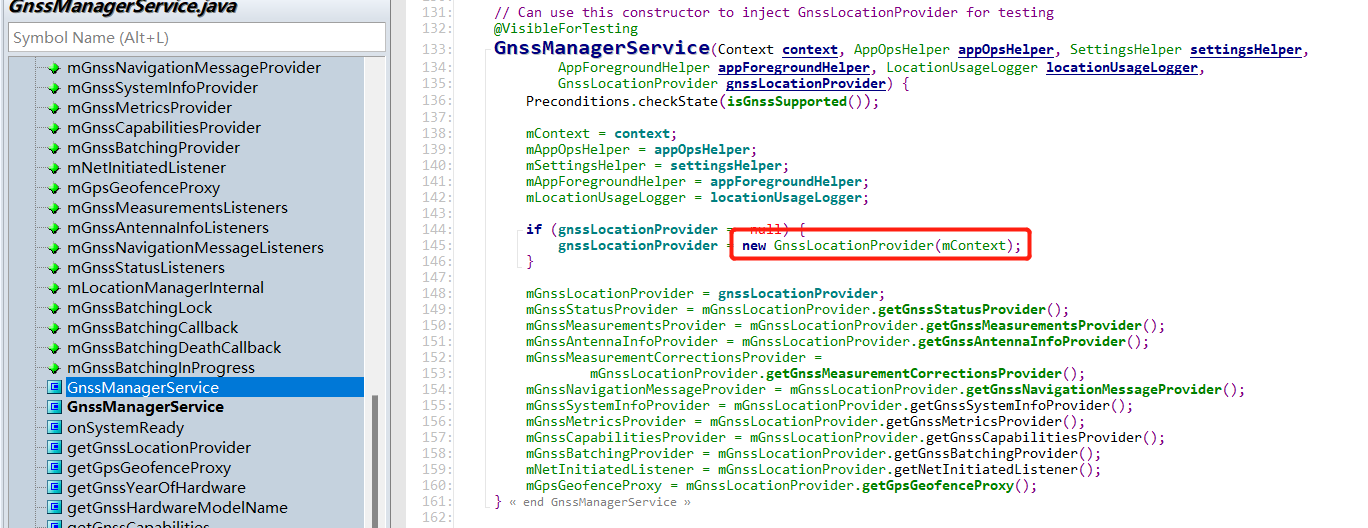 GnssManagerService.java
Symbol Name (Alt+L)
mGnssNavigationMessageProvider
mGnssSystemInfoProvider
mGnssMetricsProvider
mGnssCapabilitiesProvider
mGnssBatchingProvider
mNetInitiatedListener
mGpsGeofenceProxy
mGnssMeasurementsListeners
mGnssAntennaInfoListeners
mGnssNavigationMessageListeners
mGnssStatusListeners
mLocationManagerInternal
mGnssBatchingLock
mGnssBatchingCallback
mGnssBatchingDeathCallback
mGnssBatchingInProgress
GnssManagerService
GnssManagerService
onSystemReady
getGnssLocationProvider
getGpsGeofenceProxy
getGnssYearOfHardware
getGnssHardwareModelName
getGnssCapabilities
130:
131: // Can use this constructor to inject GnssLocationProvider for testing
132: @VisibleForTesting
133: GnssManagerService(Context context, AppOpsHelper appOpsHelper, SettingsHelper settingsHelper,
134: AppForegroundHelper appForegroundHelper, LocationUsageLogger locationUsageLogger,
135: GnssLocationProvider gnssLocationProvider) {
136: Preconditions.checkState(isGnssSupported());
137:
138: mContext = context;
139: mAppOpsHelper = appOpsHelper;
140: mSettingsHelper = settingsHelper;
141: mAppForegroundHelper = appForegroundHelper;
142: mLocationUsageLogger = locationUsageLogger;
143:
144: if (gnssLocationProvider == null) {
145: gnssLocationProvider = new GnssLocationProvider(mContext);
146: }
147:
148: mGnssLocationProvider = gnssLocationProvider;
149: mGnssStatusProvider = mGnssLocationProvider.getGnssStatusProvider();
150: mGnssMeasurementsProvider = mGnssLocationProvider.getGnssMeasurementsProvider();
151: mGnssAntennaInfoProvider = mGnssLocationProvider.getGnssAntennaInfoProvider();
152: mGnssMeasurementCorrectionsProvider =
153: mGnssLocationProvider.getGnssMeasurementCorrectionsProvider();
154: mGnssNavigationMessageProvider = mGnssLocationProvider.getGnssNavigationMessageProvider();
155: mGnssSystemInfoProvider = mGnssLocationProvider.getGnssSystemInfoProvider();
156: mGnssMetricsProvider = mGnssLocationProvider.getGnssMetricsProvider();
157: mGnssCapabilitiesProvider = mGnssLocationProvider.getGnssCapabilitiesProvider();
158: mGnssBatchingProvider = mGnssLocationProvider.getGnssBatchingProvider();
159: mNetInitiatedListener = mGnssLocationProvider.getNetInitiatedListener();
160: mGpsGeofenceProxy = mGnssLocationProvider.getGpsGeofenceProxy();
161: } « end GnssManagerService »
162: